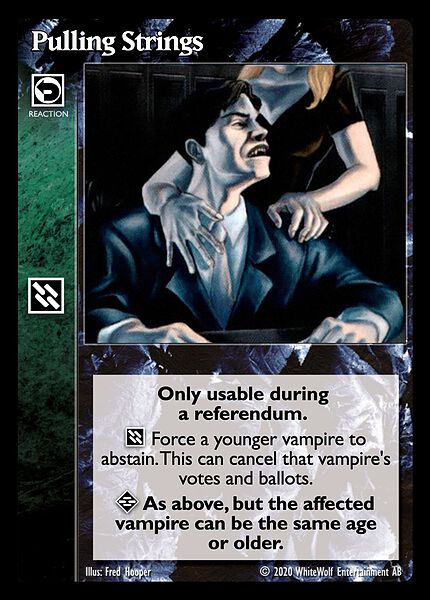 Pulling Strings
REACTION
Only usable during
a referendum.
Force a younger vampire to
abstain. This can cancel that vampire's
votes and ballots.
As above, but the affected
vampire can be the same age
or older.
Illus: Fred Hooper © 2020 WhiteWolf Entertainment AB